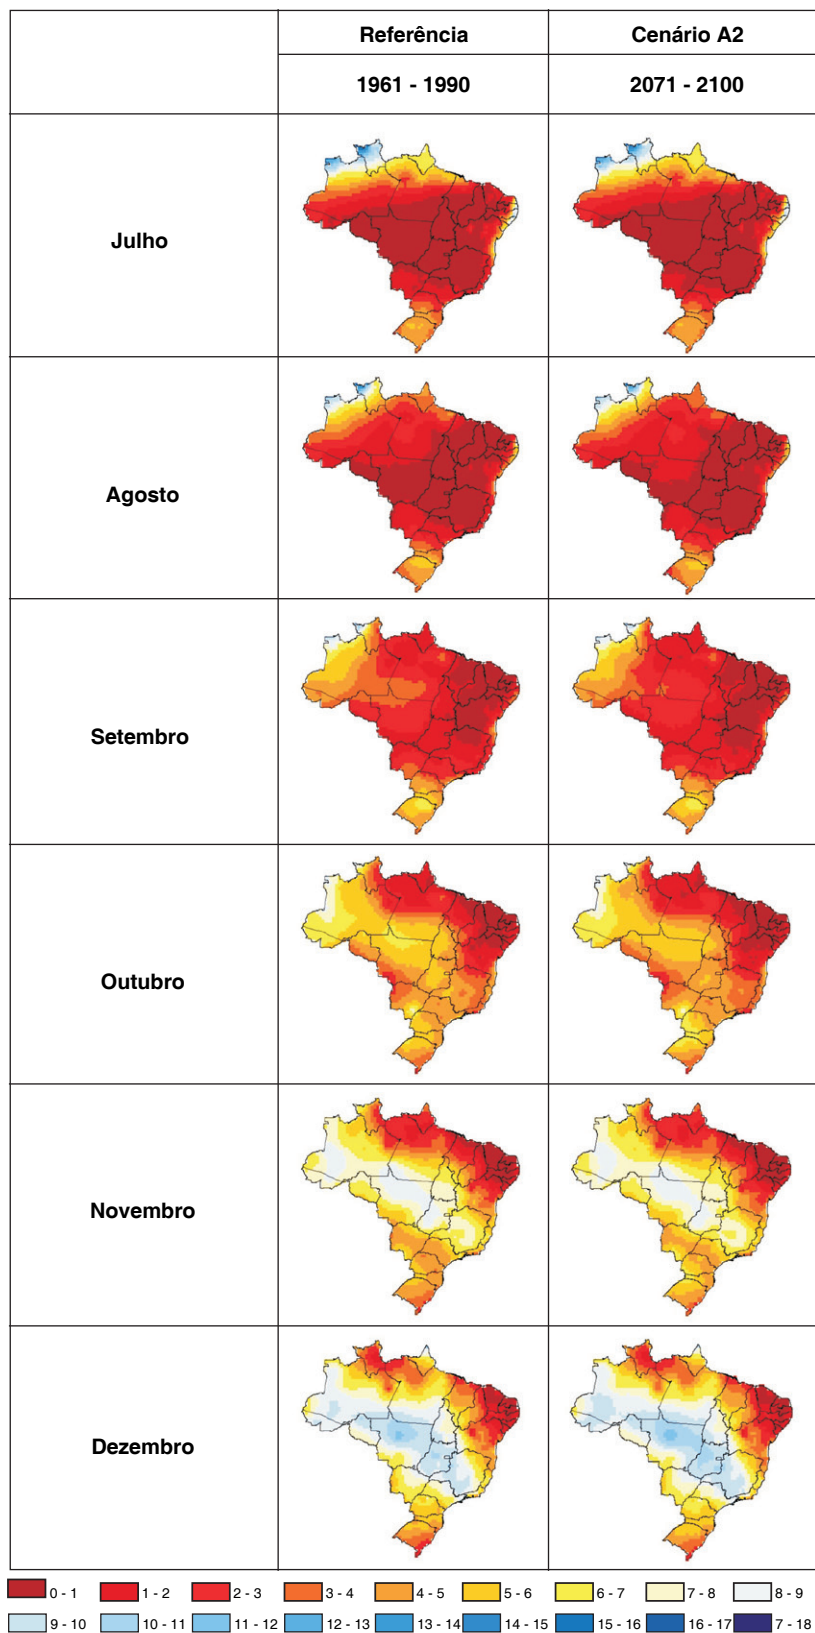 Referência
Cenário A2
1961 - 1990
2071 - 2100
Julho
Agosto
Setembro
Outubro
Novembro
Dezembro
0 - 1 1 - 2 2 - 3 3 - 4 4 - 5 5 - 6 6 - 7 7 - 8 8 - 9
9 - 10 10 - 11 11 - 12 12 - 13 13 - 14 14 - 15 15 - 16 16 - 17 7 - 18